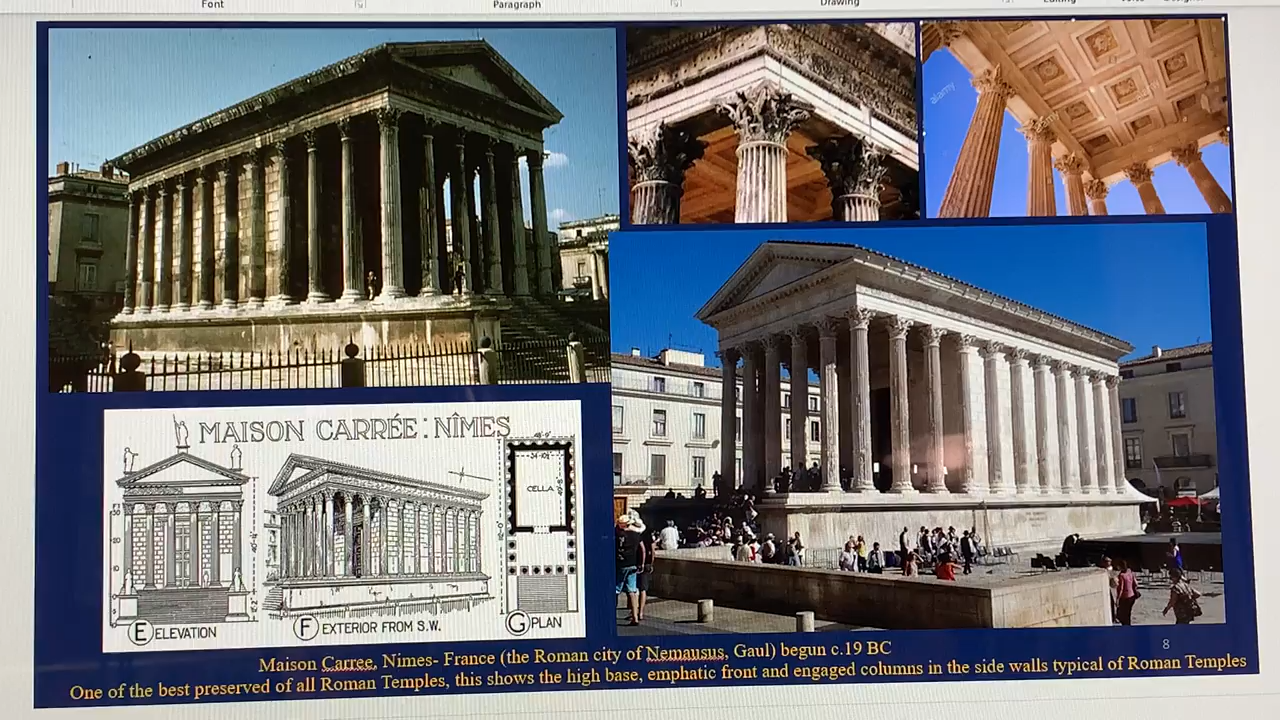 Font
Paragraph
Drawing
alamy
MAISON CARRÉE: NÎMES
CELLA
E ELEVATION
F EXTERIOR FROM S.W.
G PLAN
8
Maison Carree, Nimes- France (the Roman city of Nemausus, Gaul) begun c.19 BC
One of the best preserved of all Roman Temples, this shows the high base, emphatic front and engaged columns in the side walls typical of Roman Temples